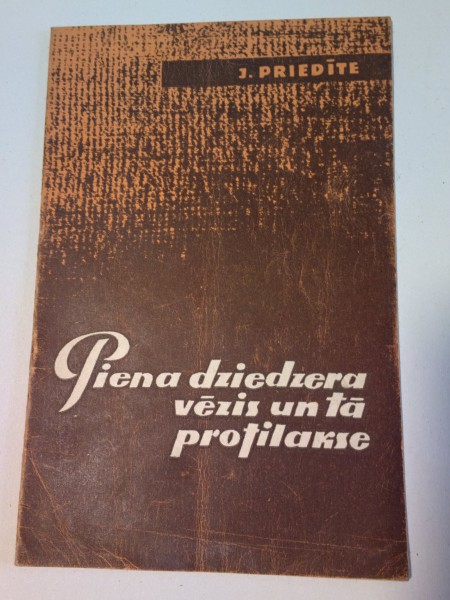 J. PRIEDĪTE
Piena dziedzera
vēzis un tā
profilakse